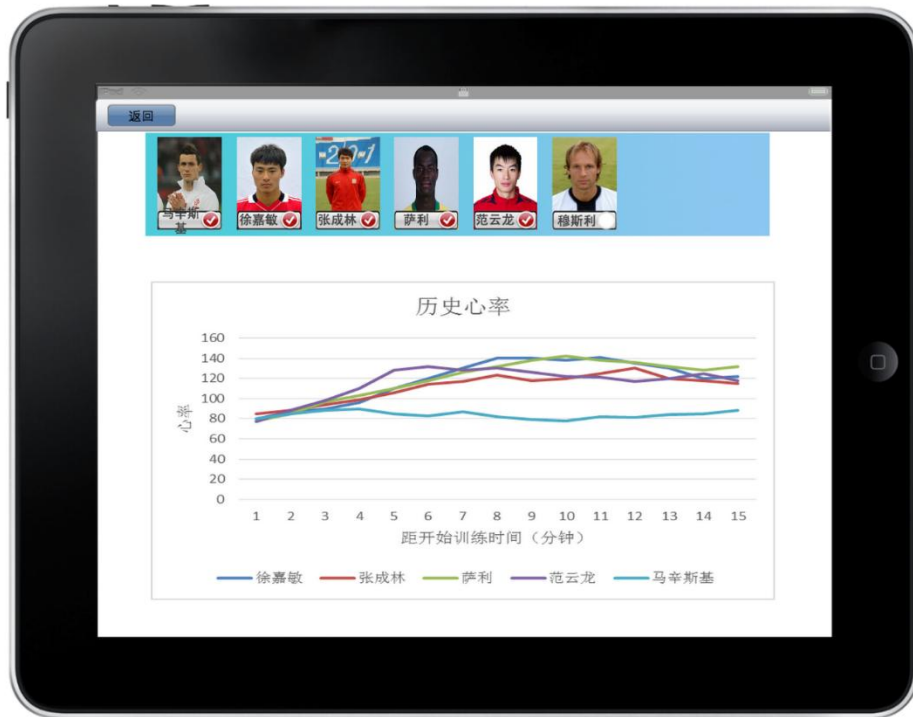 返回
-2 0-1
马辛斯
基
徐嘉敏
张成林
萨利
范云龙
穆斯利
历史心率
160
140
120
100
80
60
40
20
0
心率
1 2 3 4 5 6 7 8 9 10 11 12 13 14 15
距开始训练时间（分钟）
徐嘉敏 张成林 萨利 范云龙 马辛斯基